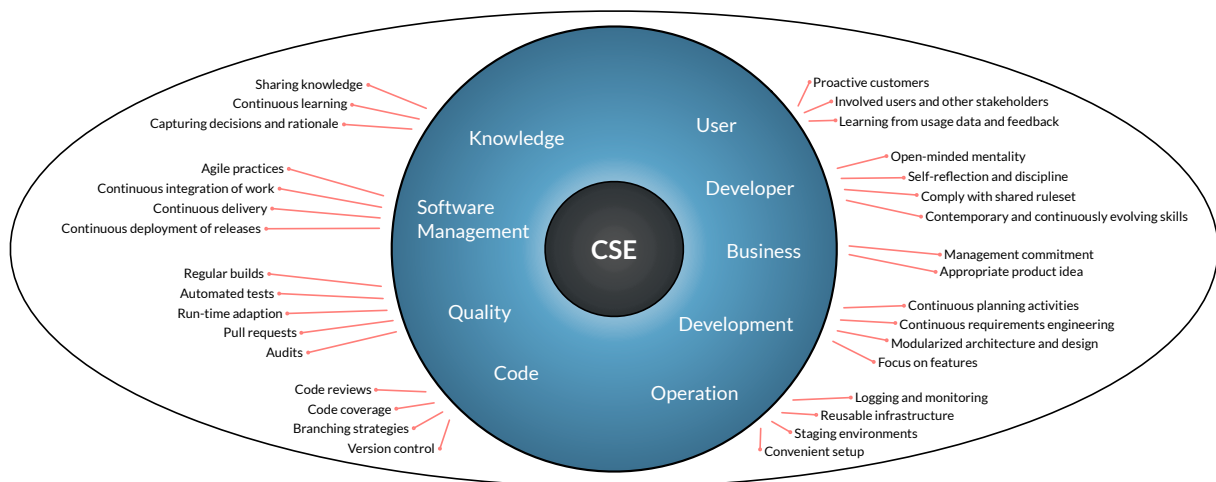 Sharing knowledge
Continuous learning
Capturing decisions and rationale
Agile practices
Continuous integration of work
Continuous delivery
Continuous deployment of releases
Regular builds
Automated tests
Run-time adaption
Pull requests
Audits
Code reviews
Code coverage
Branching strategies
Version control
Knowledge
Software
Management
Quality
Code
CSE
User
Developer
Business
Development
Operation
Proactive customers
Involved users and other stakeholders
Learning from usage data and feedback
Open-minded mentality
Self-reflection and discipline
Comply with shared ruleset
Contemporary and continuously evolving skills
Management commitment
Appropriate product idea
Continuous planning activities
Continuous requirements engineering
Modularized architecture and design
Focus on features
Logging and monitoring
Reusable infrastructure
Staging environments
Convenient setup